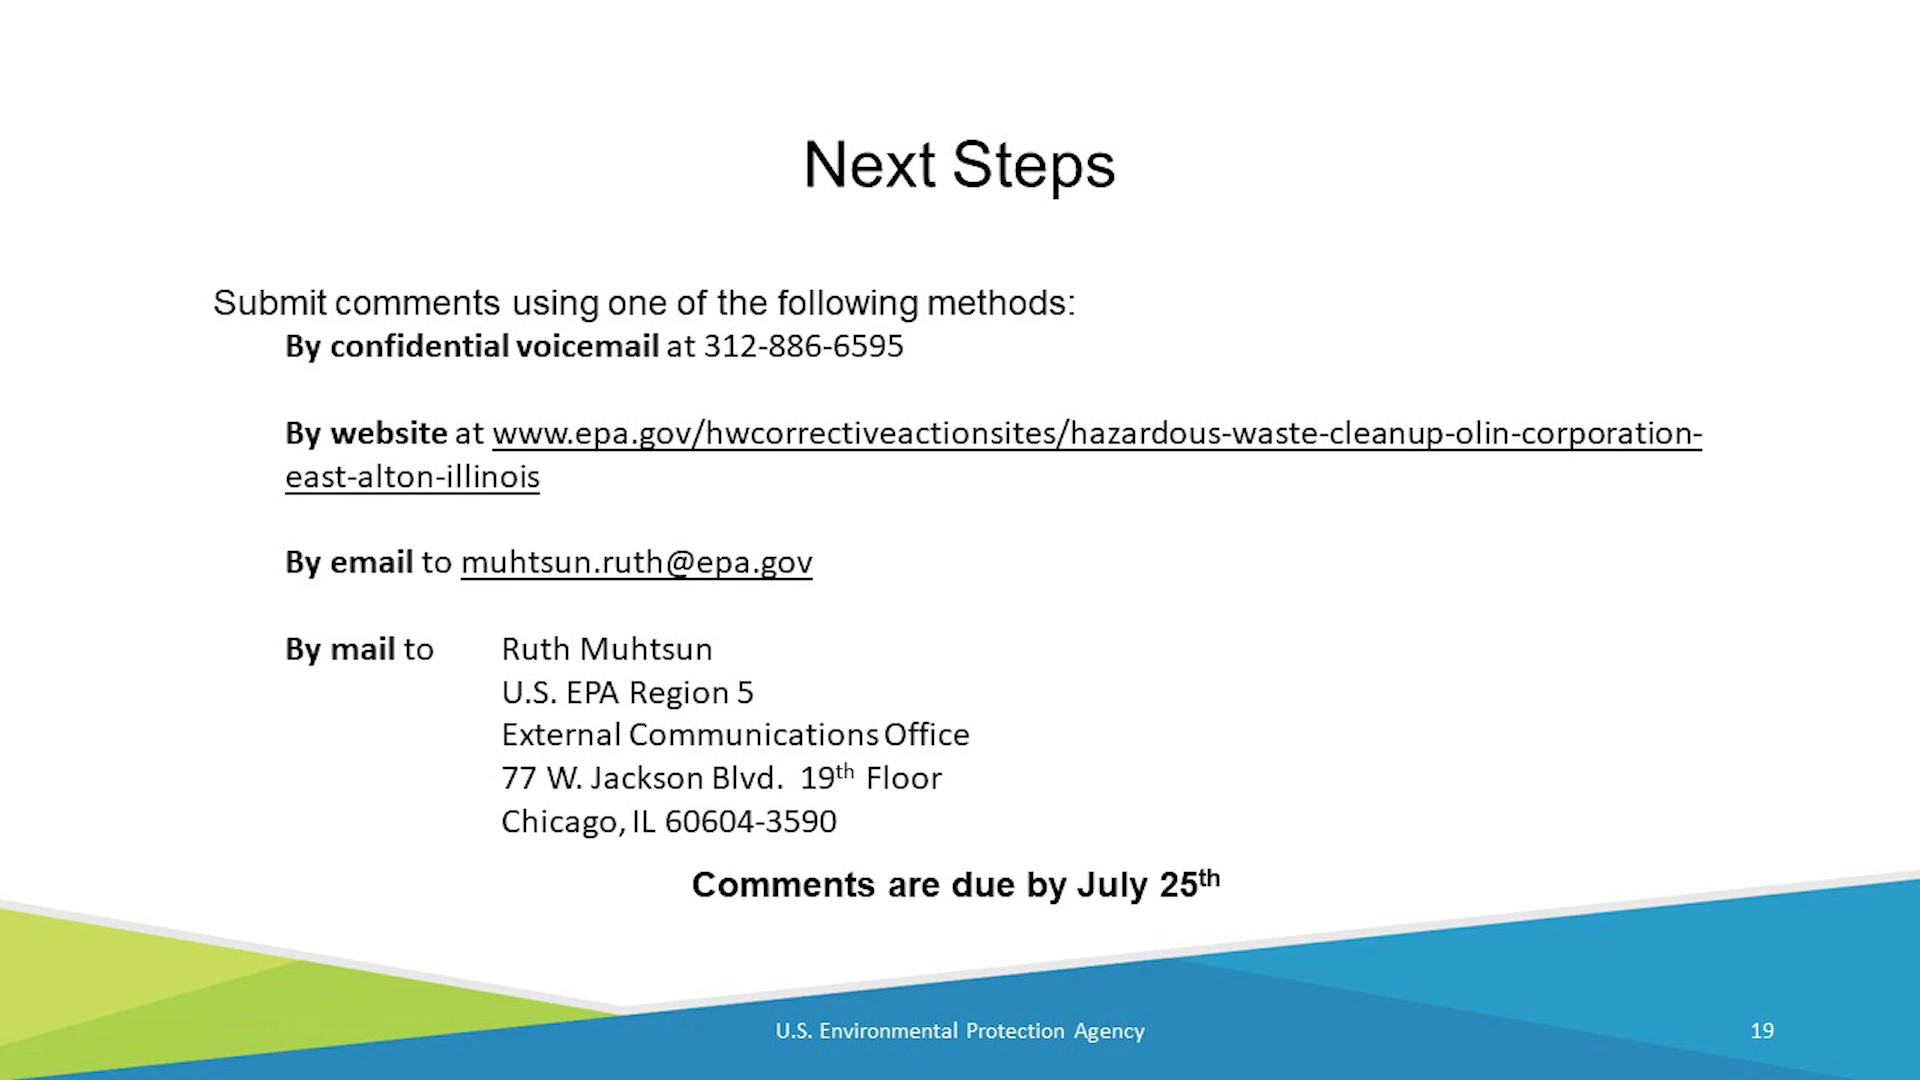 Next Steps
Submit comments using one of the following methods:
By confidential voicemail at 312-886-6595
By website at www.epa.gov/hwcorrectiveactionsites/hazardous-waste-cleanup-olin-corporation-
east-alton-illinois
By email to muhtsun.ruth@epa.gov
By mail to Ruth Muhtsun
U.S. EPA Region 5
External Communications Office
77 W. Jackson Blvd. 19th Floor
Chicago, IL 60604-3590
Comments are due by July 25th
U.S. Environmental Protection Agency
19